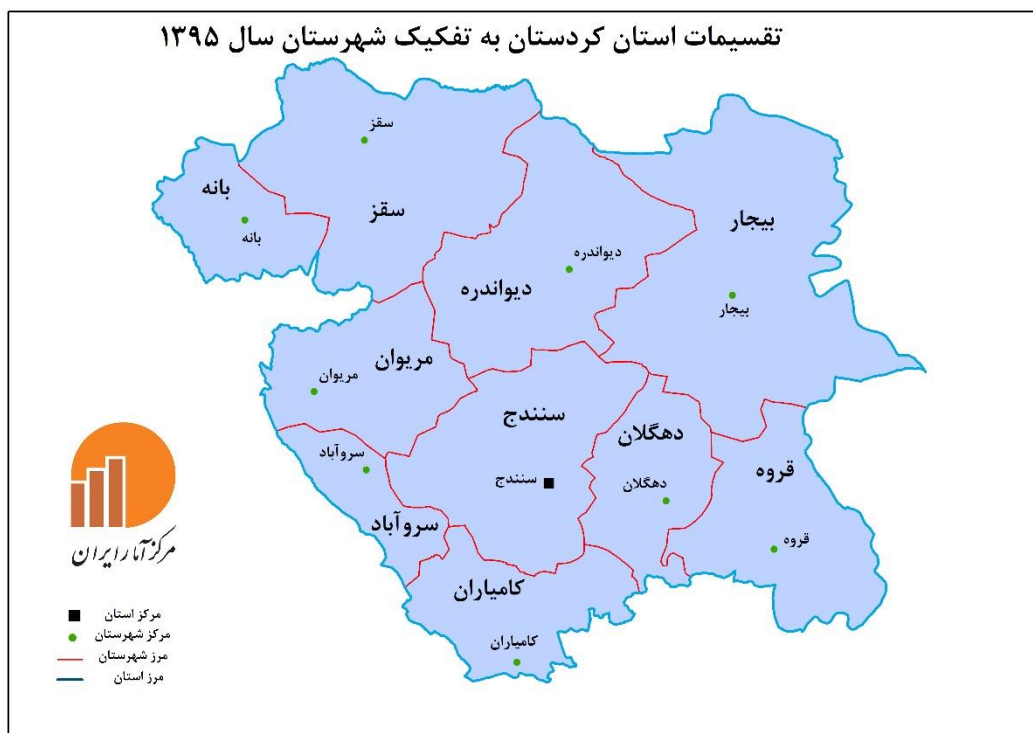 تقسیمات استان کردستان به تفکیک شهرستان سال ۱۳۹۵
سقز
بانه
سقز
بیجار
بانه
دیواندره
دیواندره
بیجار
مریوان
مریوان
سنندج
دهگلان
سروآباد
سنندج
دهگلان
قروه
سروآباد
قروه
کامیاران
کامیاران
مرکز آمار ایران
مرکز استان
مرکز شهرستان
مرز شهرستان
مرز استان